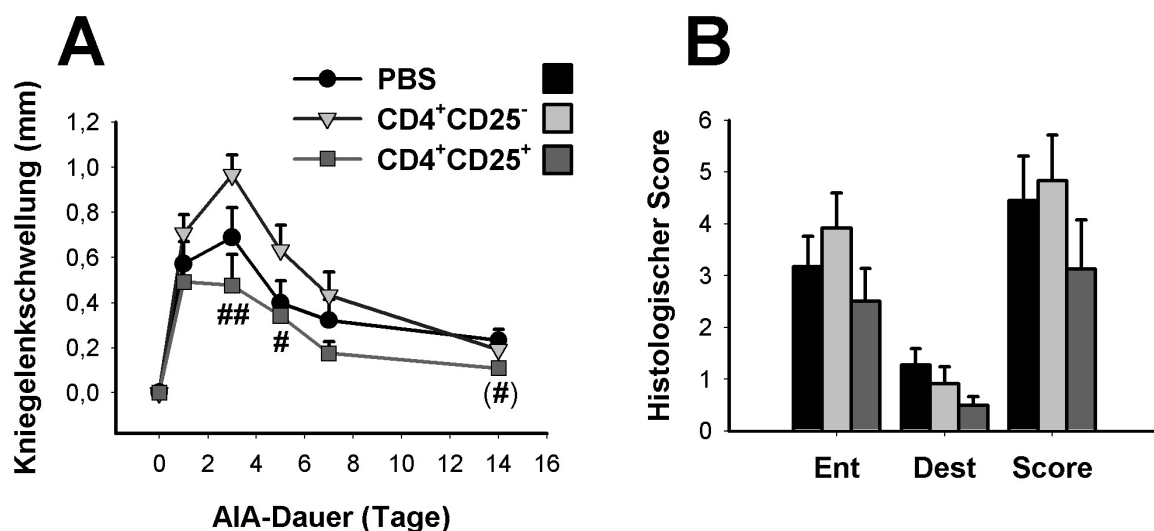 A
PBS
CD4⁺CD25⁻
CD4⁺CD25⁺
Kniegelenkschwellung (mm)
1,2
1,0
0,8
0,6
0,4
0,2
0,0
##
#
(#)
0 2 4 6 8 10 12 14 16
AIA-Dauer (Tage)
B
Histologischer Score
6
5
4
3
2
1
0
Ent Dest Score